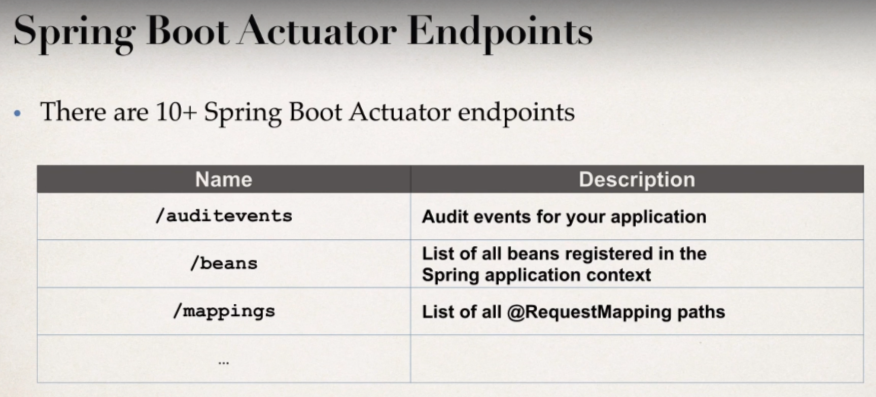 Spring Boot Actuator Endpoints
• There are 10+ Spring Boot Actuator endpoints
Name Description
/auditevents Audit events for your application
/beans List of all beans registered in the
Spring application context
/mappings List of all @RequestMapping paths
...